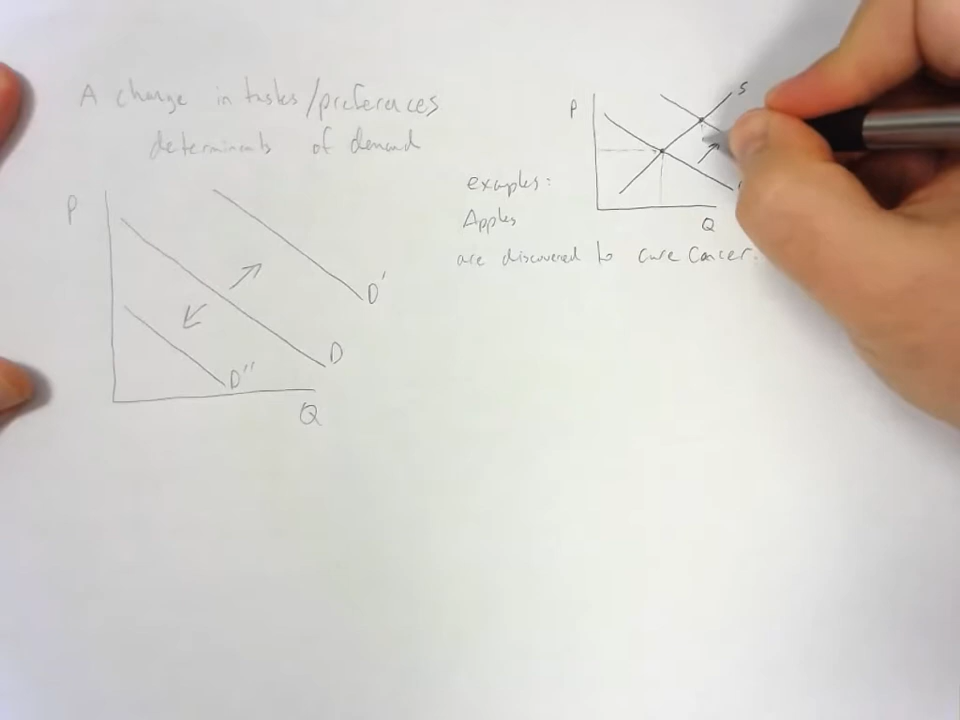 A change in tastes/preferences
determinants of demand
P
D'
D
D''
Q
P
S
Q
examples:
Apples
are discovered to cure Cancer.